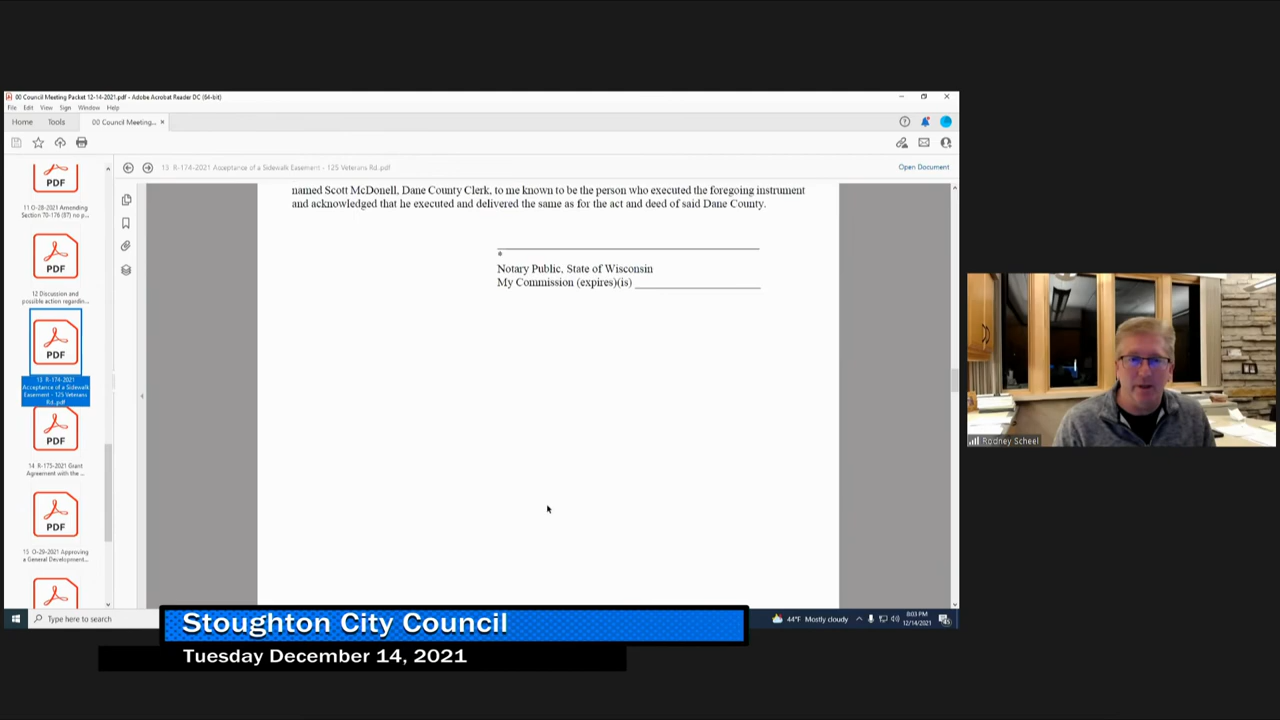 00 Council Meeting Packet 12-14-2021.pdf - Adobe Acrobat Reader DC (64-bit)
File Edit View Sign Window Help
Home Tools 00 Council Meeting...
13 R-174-2021 Acceptance of a Sidewalk Easement - 125 Veterans Rd..pdf
Open Document
PDF
11 O-28-2021 Amending
Section 70-176 (87) no p...
PDF
12 Discussion and
possible action regardin...
PDF
13 R-174-2021
Acceptance of a Sidewalk
Easement - 125 Veterans
Rd..pdf
PDF
14 R-175-2021 Grant
Agreement with the ...
PDF
15 O-29-2021 Approving
a General Development...
named Scott McDonell, Dane County Clerk, to me known to be the person who executed the foregoing instrument
and acknowledged that he executed and delivered the same as for the act and deed of said Dane County.
Notary Public, State of Wisconsin
My Commission (expires)(is)
Rodney Scheel
Type here to search
44°F Mostly cloudy
8:03 PM
12/14/2021
Stoughton City Council
Tuesday December 14, 2021